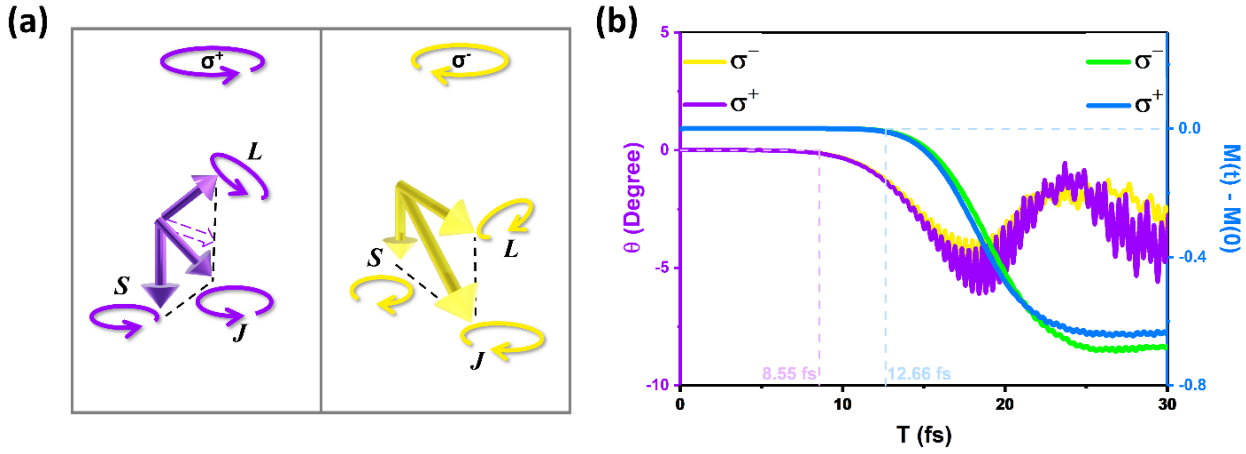 (a)
σ⁺
σ⁻
L
S
J
S
L
J
(b)
5
0
-5
-10
θ (Degree)
σ⁻
σ⁺
σ⁻
σ⁺
8.55 fs
12.66 fs
0
10
20
30
T (fs)
0.0
-0.4
-0.8
M(t) - M(0)